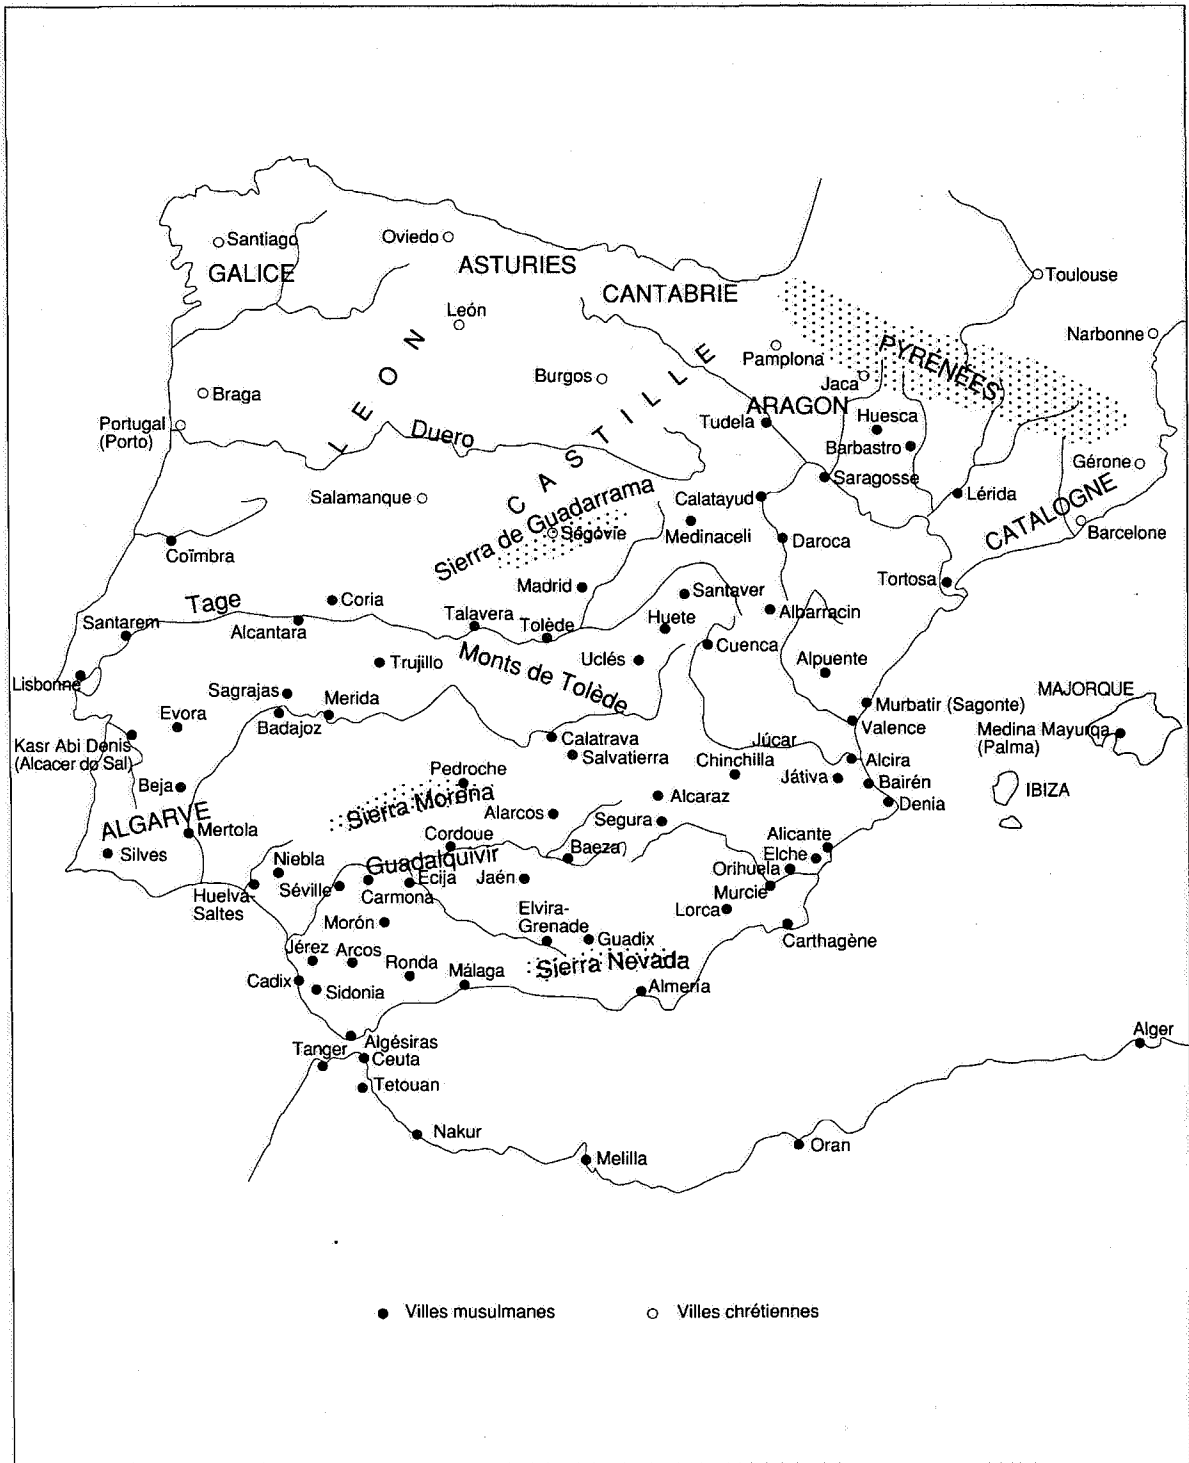 Santiago
Oviedo
GALICE
ASTURIES
CANTABRIE
Toulouse
León
Narbonne
Pamplona
PYRÉNÉES
LEON
CASTILLE
Burgos
Jaca
Braga
ARAGON
Huesca
Tudela
Portugal
(Porto)
Duero
Barbastro
Gérone
Saragosse
Lérida
Salamanque
Calatayud
CATALOGNE
Sierra de Guadarrama
Ségovie
Medinaceli
Daroca
Barcelone
Coïmbra
Madrid
Tortosa
Santaver
Tage
Coria
Albarracin
Santarem
Alcantara
Talavera
Tolède
Huete
Cuenca
Monts de Tolède
Uclés
Alpuente
Trujillo
Lisbonne
Sagrajas
Merida
MAJORQUE
Murbatir (Sagonte)
Evora
Badajoz
Valence
Medina Mayurqa
(Palma)
Kasr Abi Denis
(Alcacer do Sal)
Calatrava
Júcar
Salvatierra
Chinchilla
Alcira
Pedroche
Játiva
Bairén
IBIZA
Beja
Sierra Morena
Alcaraz
Denia
ALGARVE
Alarcos
Segura
Mertola
Cordoue
Alicante
Silves
Niebla
Guadalquivir
Baeza
Elche
Orihuela
Ecija
Jaén
Huelva-
Saltes
Séville
Carmona
Murcie
Elvira-
Grenade
Lorca
Morón
Guadix
Carthagène
Jérez
Arcos
Ronda
Sierra Nevada
Málaga
Cadix
Sidonia
Almería
Algésiras
Alger
Tanger
Ceuta
Tetouan
Nakur
Oran
Melilla
Villes musulmanes
Villes chrétiennes